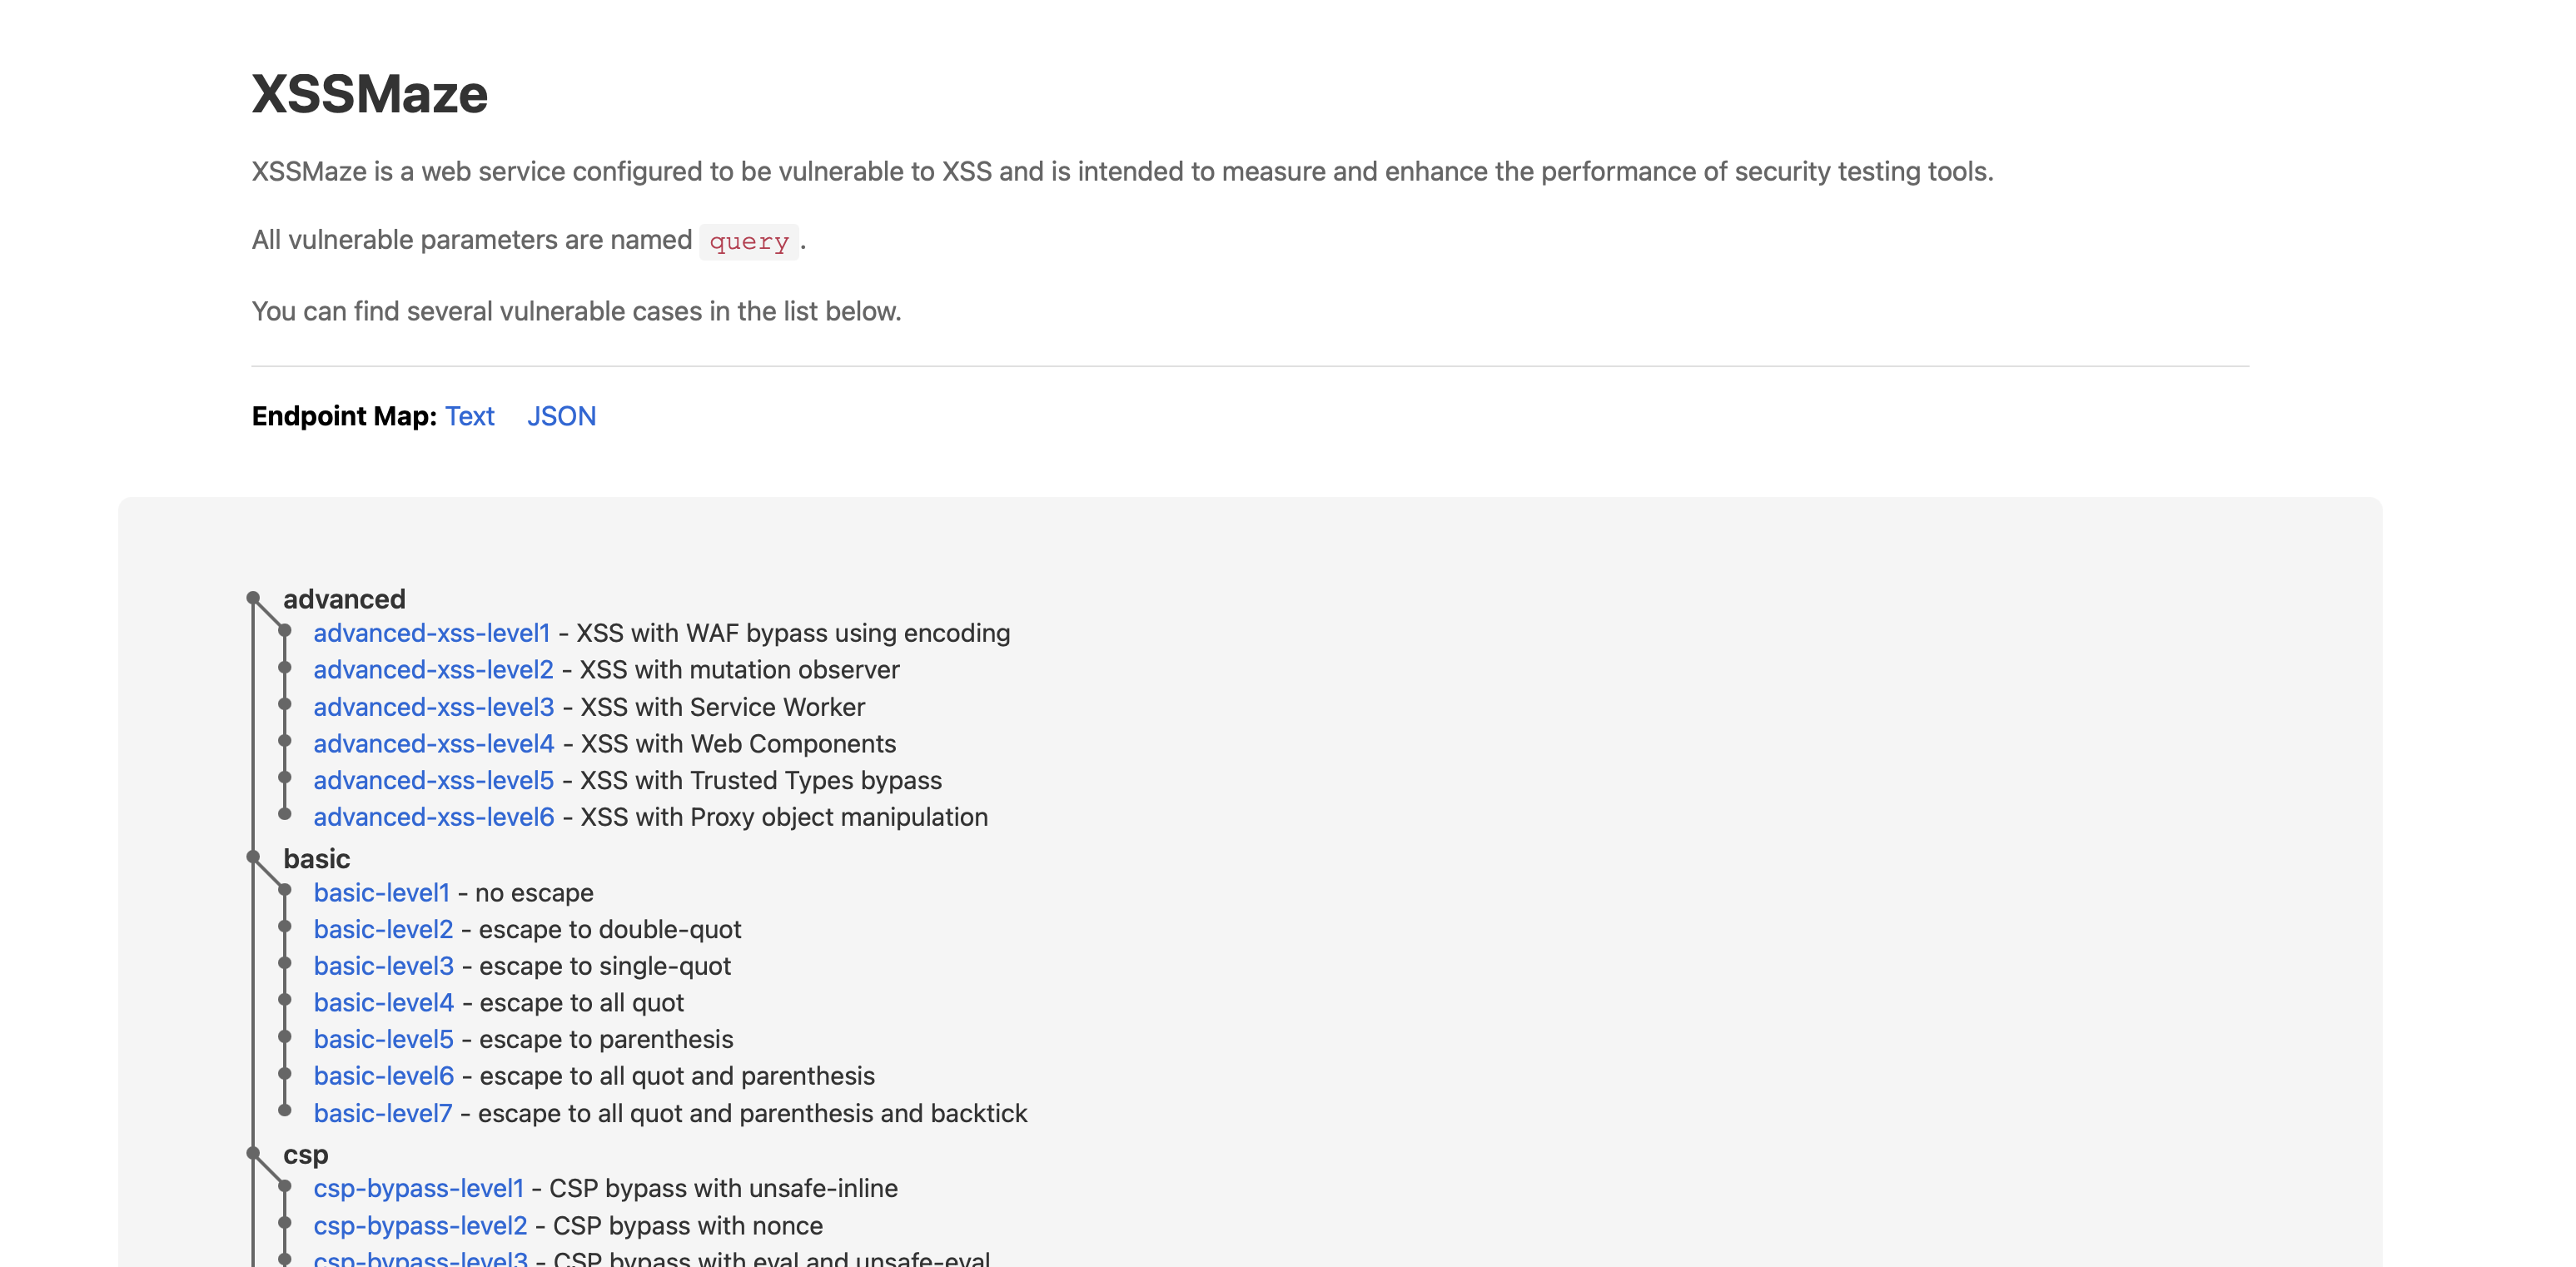 XSSMaze
XSSMaze is a web service configured to be vulnerable to XSS and is intended to measure and enhance the performance of security testing tools.
All vulnerable parameters are named query.
You can find several vulnerable cases in the list below.
Endpoint Map: Text JSON
advanced
advanced-xss-level1 - XSS with WAF bypass using encoding
advanced-xss-level2 - XSS with mutation observer
advanced-xss-level3 - XSS with Service Worker
advanced-xss-level4 - XSS with Web Components
advanced-xss-level5 - XSS with Trusted Types bypass
advanced-xss-level6 - XSS with Proxy object manipulation
basic
basic-level1 - no escape
basic-level2 - escape to double-quot
basic-level3 - escape to single-quot
basic-level4 - escape to all quot
basic-level5 - escape to parenthesis
basic-level6 - escape to all quot and parenthesis
basic-level7 - escape to all quot and parenthesis and backtick
csp
csp-bypass-level1 - CSP bypass with unsafe-inline
csp-bypass-level2 - CSP bypass with nonce
csp-bypass-level3 - CSP bypass with eval and unsafe-eval